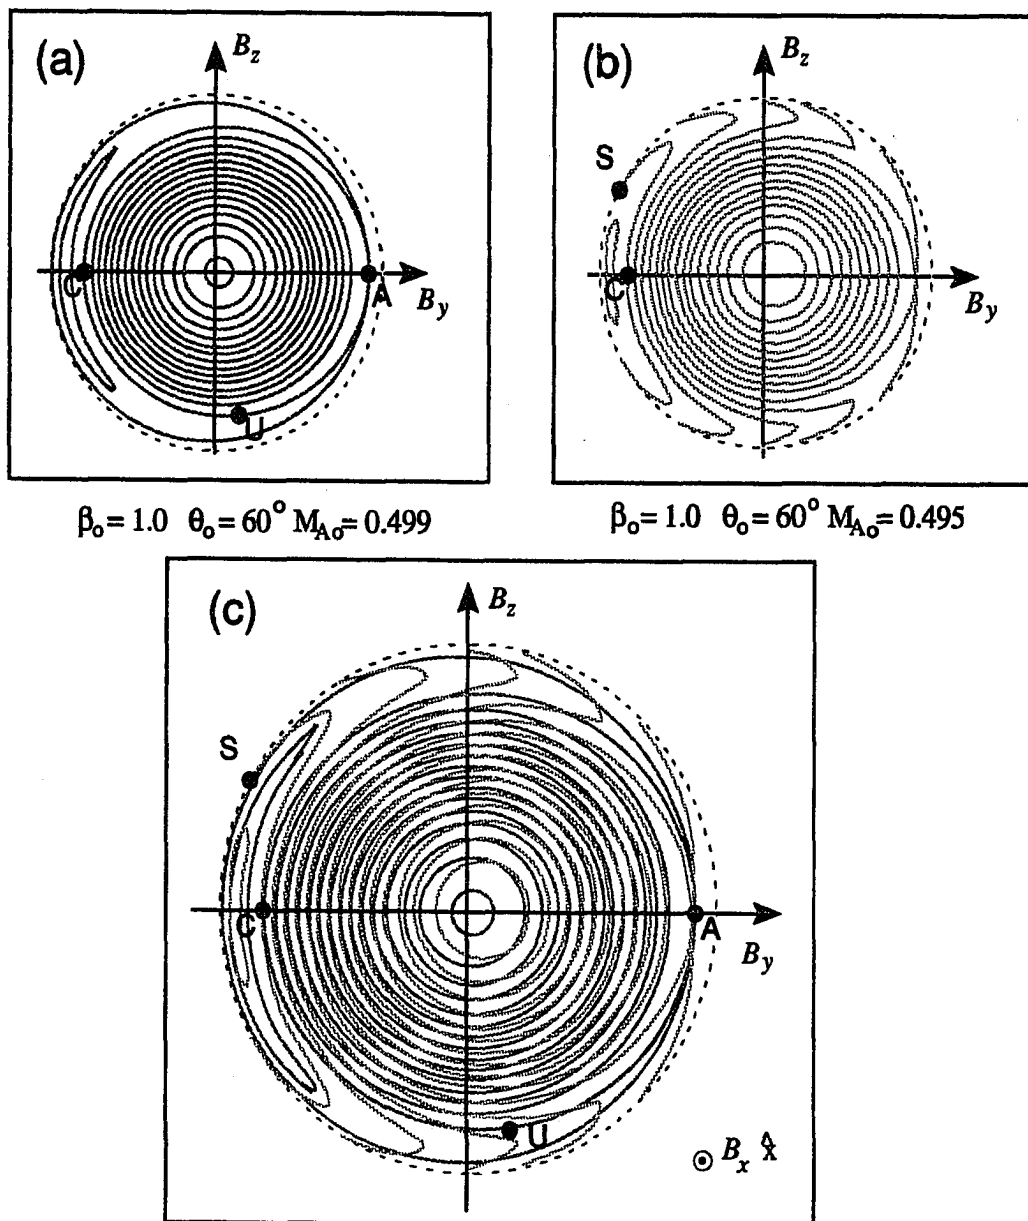 (a)
B_z
C
A
B_y
U
β_o = 1.0 θ_o = 60° M_Ao = 0.499
(b)
B_z
S
C
B_y
β_o = 1.0 θ_o = 60° M_Ao = 0.495
(c)
B_z
S
C
A
B_y
U
⊙ B_x x̂